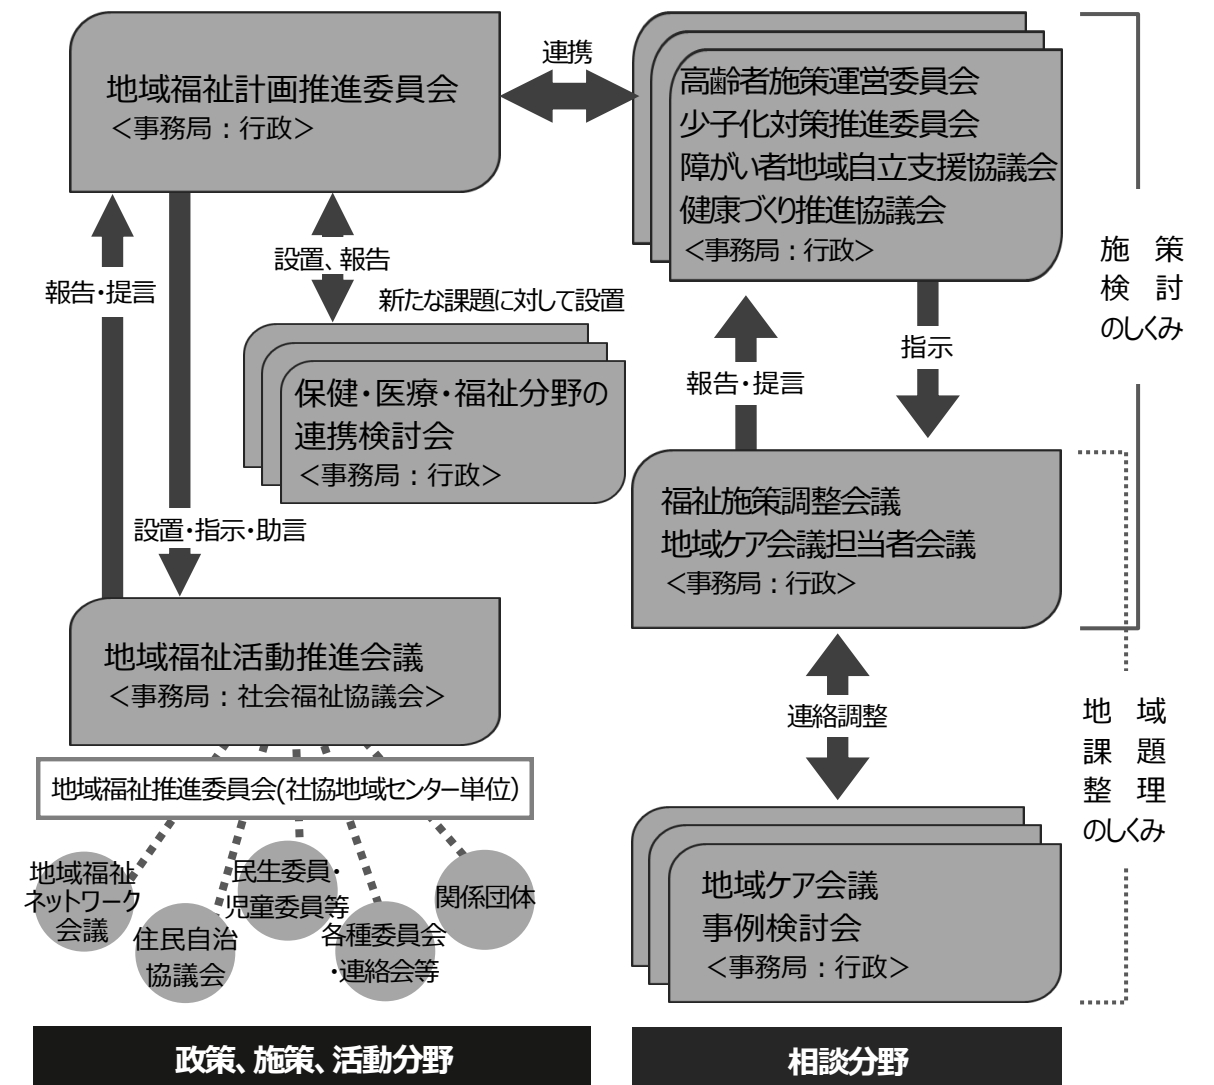 地域福祉計画推進委員会
＜事務局：行政＞
連携
高齢者施策運営委員会
少子化対策推進委員会
障がい者地域自立支援協議会
健康づくり推進協議会
＜事務局：行政＞
施策
検討
のしくみ
報告・提言
設置、報告
新たな課題に対して設置
保健・医療・福祉分野の
連携検討会
＜事務局：行政＞
設置・指示・助言
報告・提言
指示
福祉施策調整会議
地域ケア会議担当者会議
＜事務局：行政＞
地域福祉活動推進会議
＜事務局：社会福祉協議会＞
連絡調整
地域
課題
整理
のしくみ
地域福祉推進委員会(社協地域センター単位)
地域福祉
ネットワーク
会議
住民自治
協議会
民生委員・
児童委員等
各種委員会
・連絡会等
関係団体
地域ケア会議
事例検討会
＜事務局：行政＞
政策、施策、活動分野
相談分野